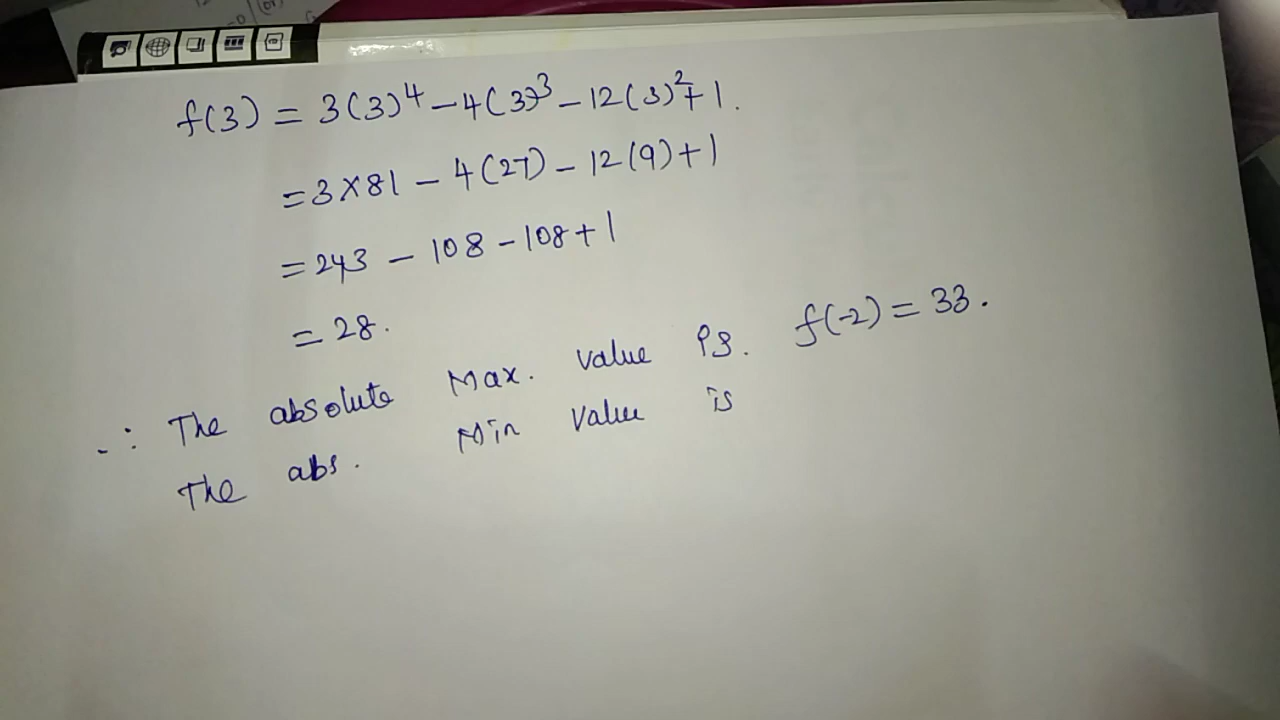 f(3) = 3(3)⁴ - 4(3)³ - 12(3)² + 1.
= 3 × 81 - 4(27) - 12(9) + 1
= 243 - 108 - 108 + 1
= 28.
∴ The absolute Max. value is. f(-2) = 33.
The abs. Min value is